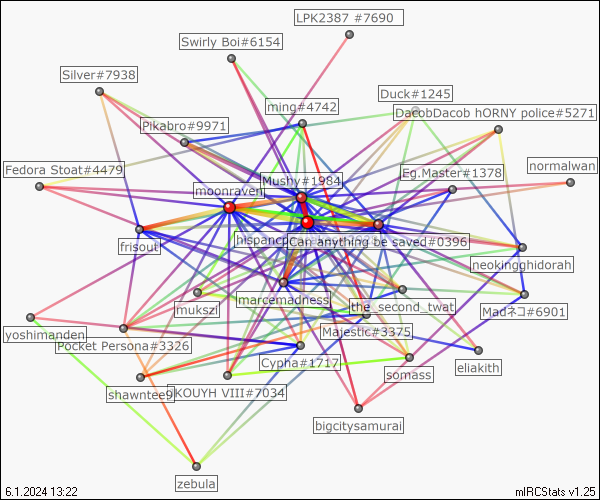 LPK2387 #7690
Swirly Boi#6154
Silver#7938
Duck#1245
ming#4742
DacobDacob hORNY police#5271
Pikabro#9971
Fedora Stoat#4479
normalwan
Eg.Master#1378
Mushy#1984
moonraven
hispanic
Can anything be saved#0396
frisout
neokingghidorah
marcemadness
the_second_twat
mukszi
Madネコ#6901
yoshimanden
Majestic#3375
Pocket Persona#3326
Cypha#1717
eliakith
somass
shawntee9
KOUYH VIII#7034
bigcitysamurai
zebula
6.1.2024 13:22
mIRCStats v1.25